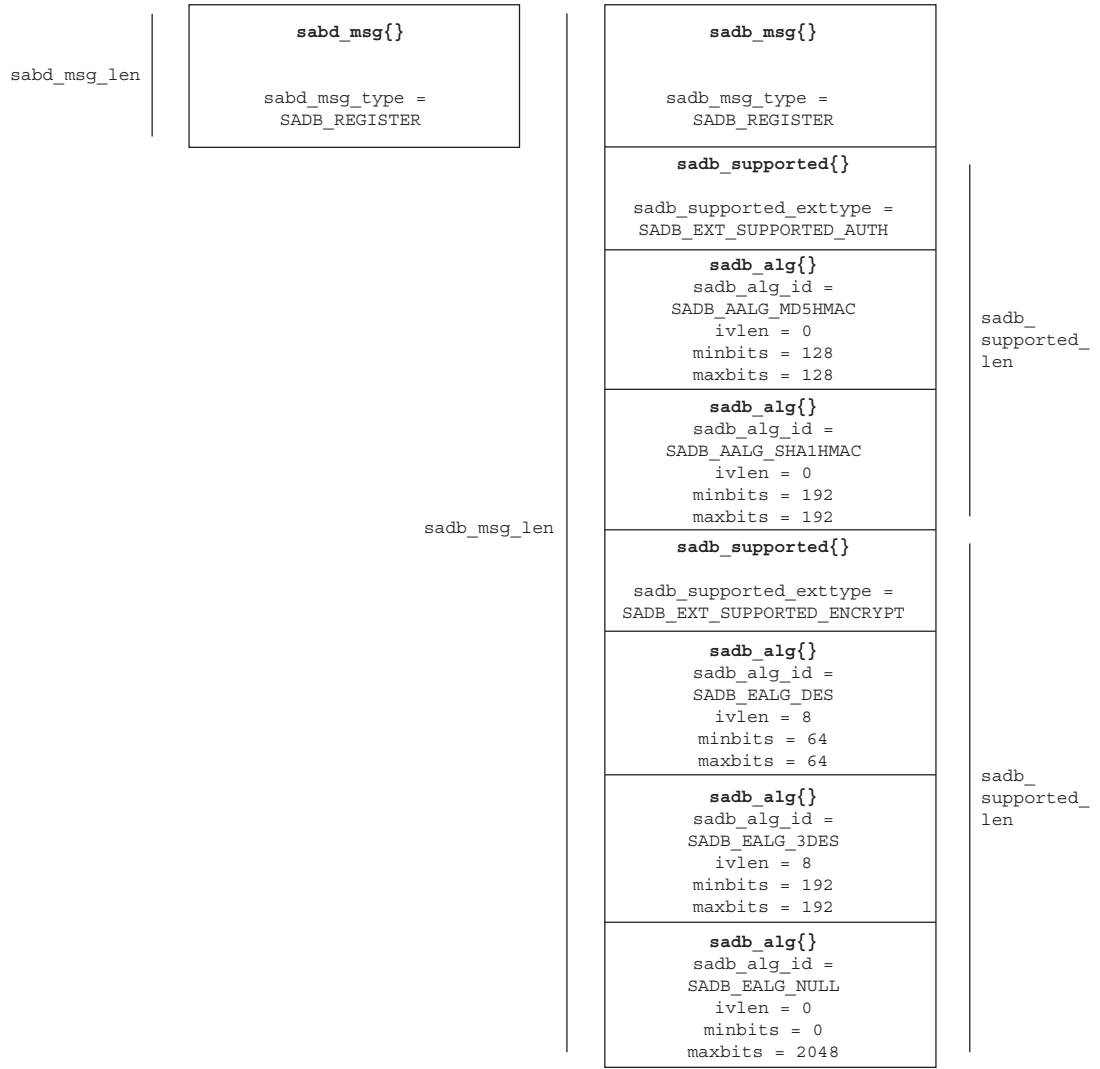 sabd_msg_len
sabd_msg{}
sabd_msg_type =
SADB_REGISTER
sadb_msg_len
sadb_msg{}
sadb_msg_type =
SADB_REGISTER
sadb_supported{}
sadb_supported_exttype =
SADB_EXT_SUPPORTED_AUTH
sadb_alg{}
sadb_alg_id =
SADB_AALG_MD5HMAC
ivlen = 0
minbits = 128
maxbits = 128
sadb_alg{}
sadb_alg_id =
SADB_AALG_SHA1HMAC
ivlen = 0
minbits = 192
maxbits = 192
sadb_
supported_
len
sadb_supported{}
sadb_supported_exttype =
SADB_EXT_SUPPORTED_ENCRYPT
sadb_alg{}
sadb_alg_id =
SADB_EALG_DES
ivlen = 8
minbits = 64
maxbits = 64
sadb_alg{}
sadb_alg_id =
SADB_EALG_3DES
ivlen = 8
minbits = 192
maxbits = 192
sadb_alg{}
sadb_alg_id =
SADB_EALG_NULL
ivlen = 0
minbits = 0
maxbits = 2048
sadb_
supported_
len